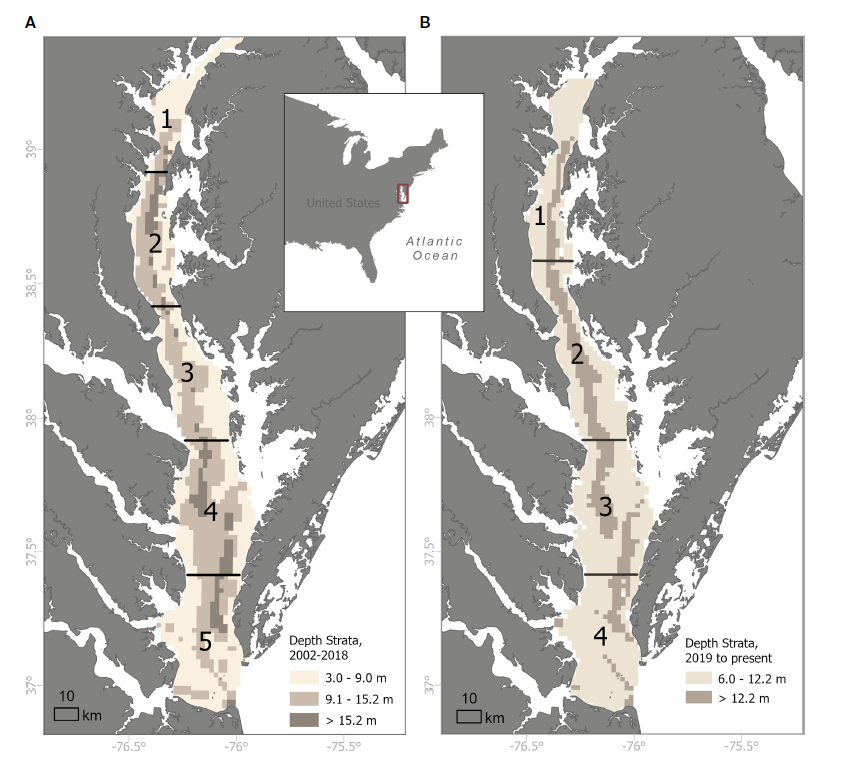 A
B
1
2
3
4
5
39°
38.5°
38°
37.5°
37°
Depth Strata,
2002-2018
3.0 - 9.0 m
9.1 - 15.2 m
> 15.2 m
10
km
-76.5°
-76°
-75.5°
United States
Atlantic
Ocean
1
2
3
4
38°
37.5°
37°
Depth Strata,
2019 to present
6.0 - 12.2 m
> 12.2 m
10
km
-76.5°
-76°
-75.5°